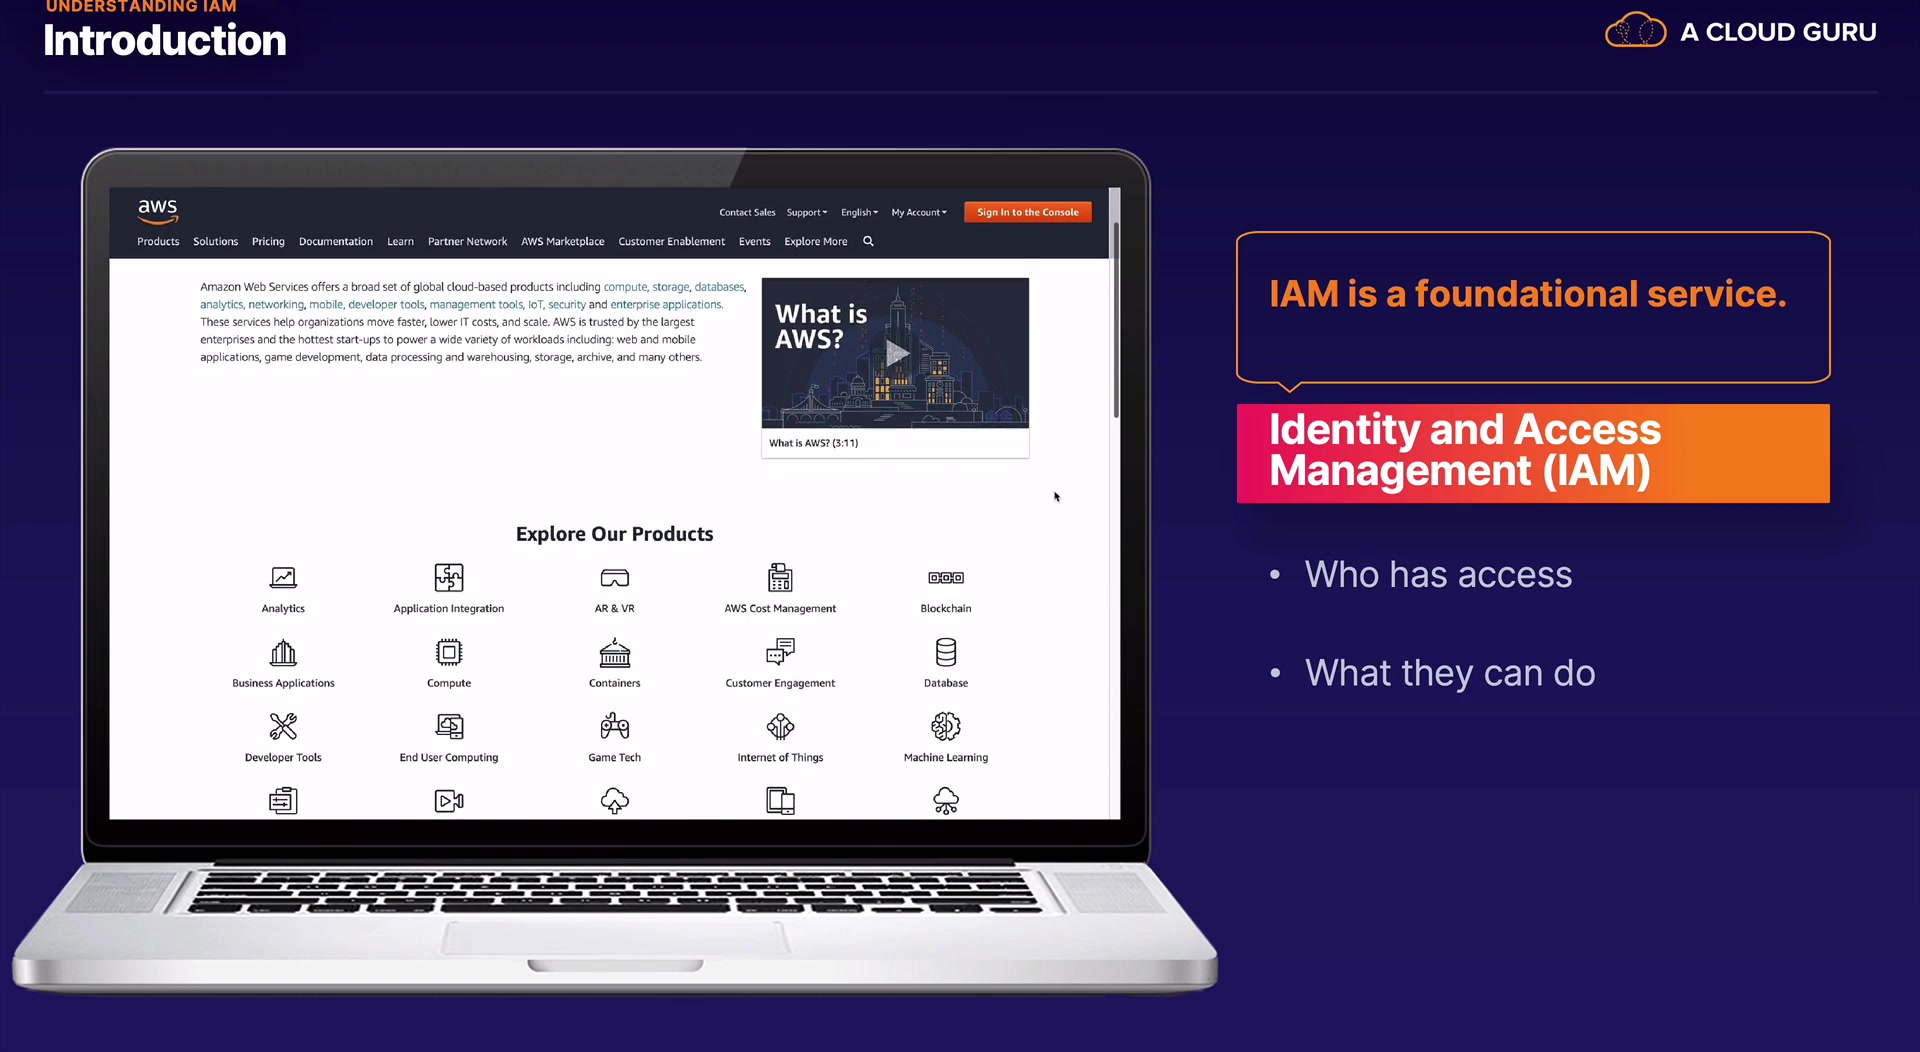 UNDERSTANDING IAM
Introduction
A CLOUD GURU
aws
Contact Sales Support English My Account Sign In to the Console
Products Solutions Pricing Documentation Learn Partner Network AWS Marketplace Customer Enablement Events Explore More
Amazon Web Services offers a broad set of global cloud-based products including compute, storage, databases,
analytics, networking, mobile, developer tools, management tools, IoT, security and enterprise applications.
These services help organizations move faster, lower IT costs, and scale. AWS is trusted by the largest
enterprises and the hottest start-ups to power a wide variety of workloads including: web and mobile
applications, game development, data processing and warehousing, storage, archive, and many others.
What is
AWS?
What is AWS? (3:11)
Explore Our Products
Analytics Application Integration AR & VR AWS Cost Management Blockchain
Business Applications Compute Containers Customer Engagement Database
Developer Tools End User Computing Game Tech Internet of Things Machine Learning
IAM is a foundational service.
Identity and Access
Management (IAM)
• Who has access
• What they can do